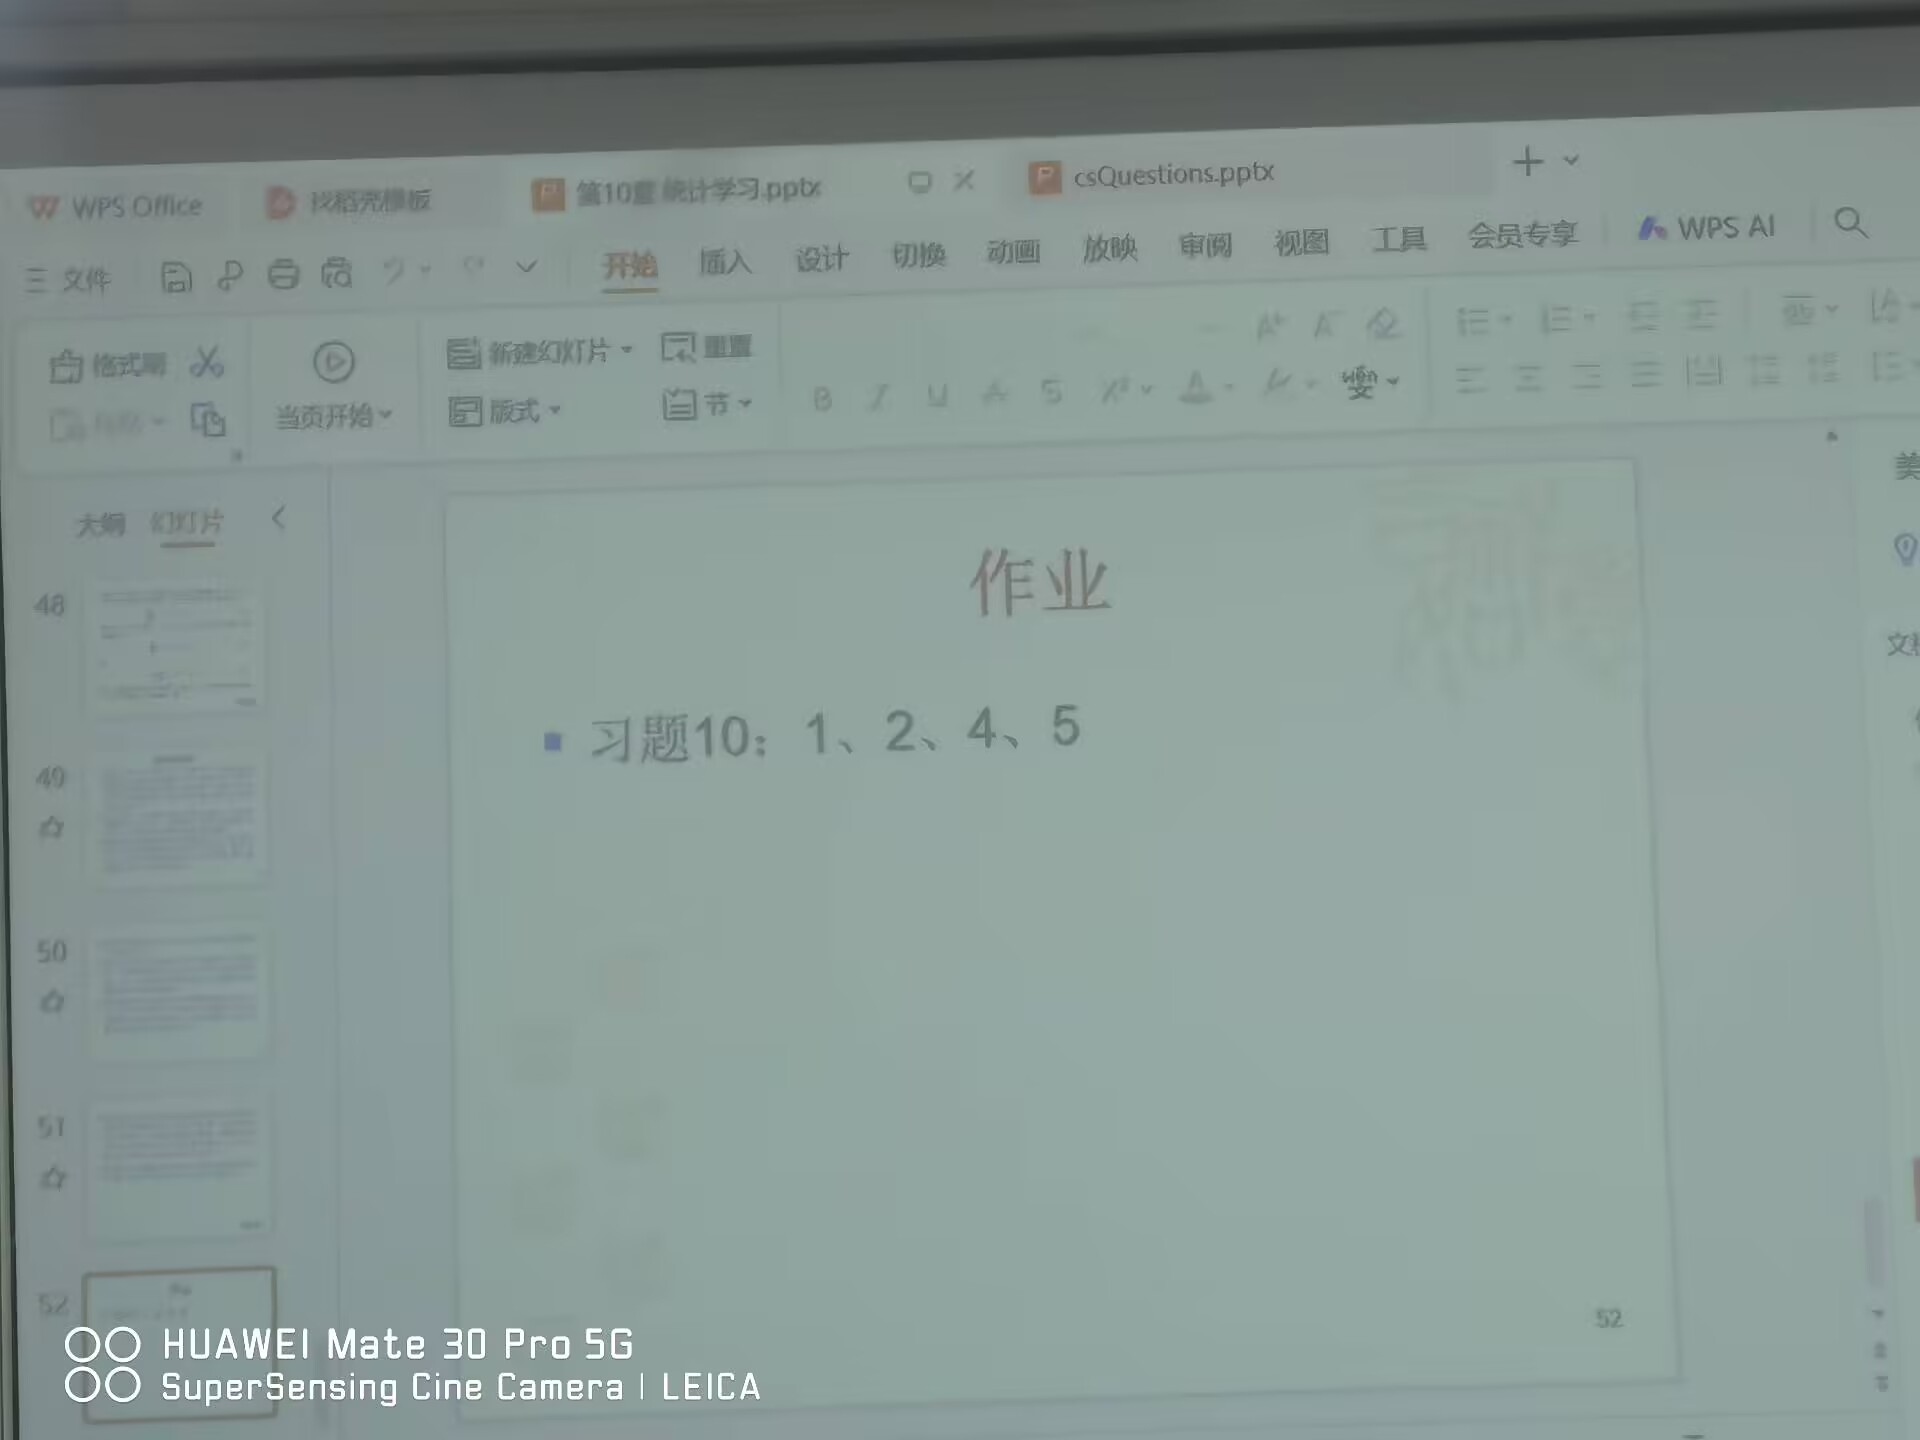 WPS Office
找稻壳模板
第10章 统计学习.pptx
csQuestions.pptx
文件
开始 插入 设计 切换 动画 放映 审阅 视图 工具 会员专享 WPS AI
格式刷
当页开始
新建幻灯片
重置
版式
节
B I U A S X² A
大纲 幻灯片
48
49
50
51
52
作业
习题10：1、2、4、5
52
HUAWEI Mate 30 Pro 5G
SuperSensing Cine Camera | LEICA